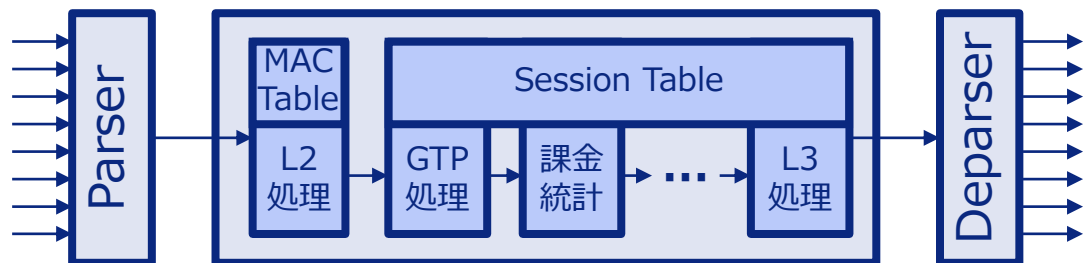 Parser
MAC
Table
L2
処理
Session Table
GTP
処理
課金
統計
...
L3
処理
Deparser